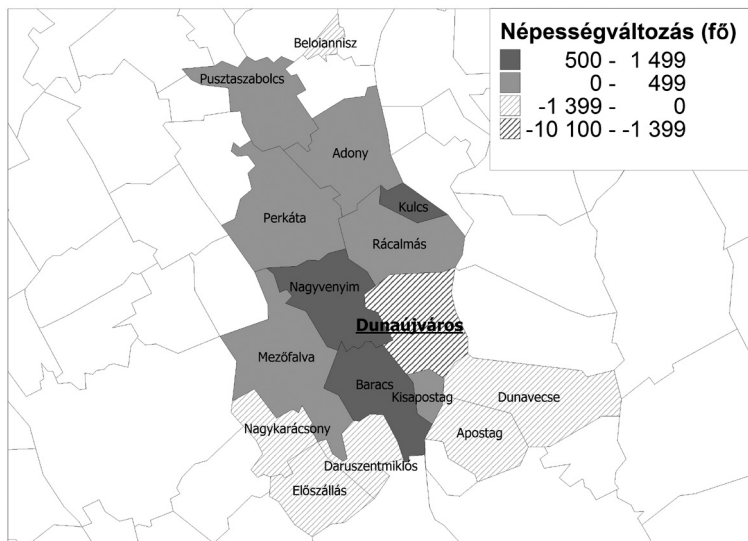 Népességváltozás (fő)
500 - 1 499
0 - 499
-1 399 - 0
-10 100 - -1 399
Beloiannisz
Pusztaszabolcs
Adony
Kulcs
Perkáta
Rácalmás
Nagyvenyim
Dunaújváros
Mezőfalva
Baracs
Kisapostag
Dunavecse
Nagykarácsony
Apostag
Daruszentmiklós
Előszállás